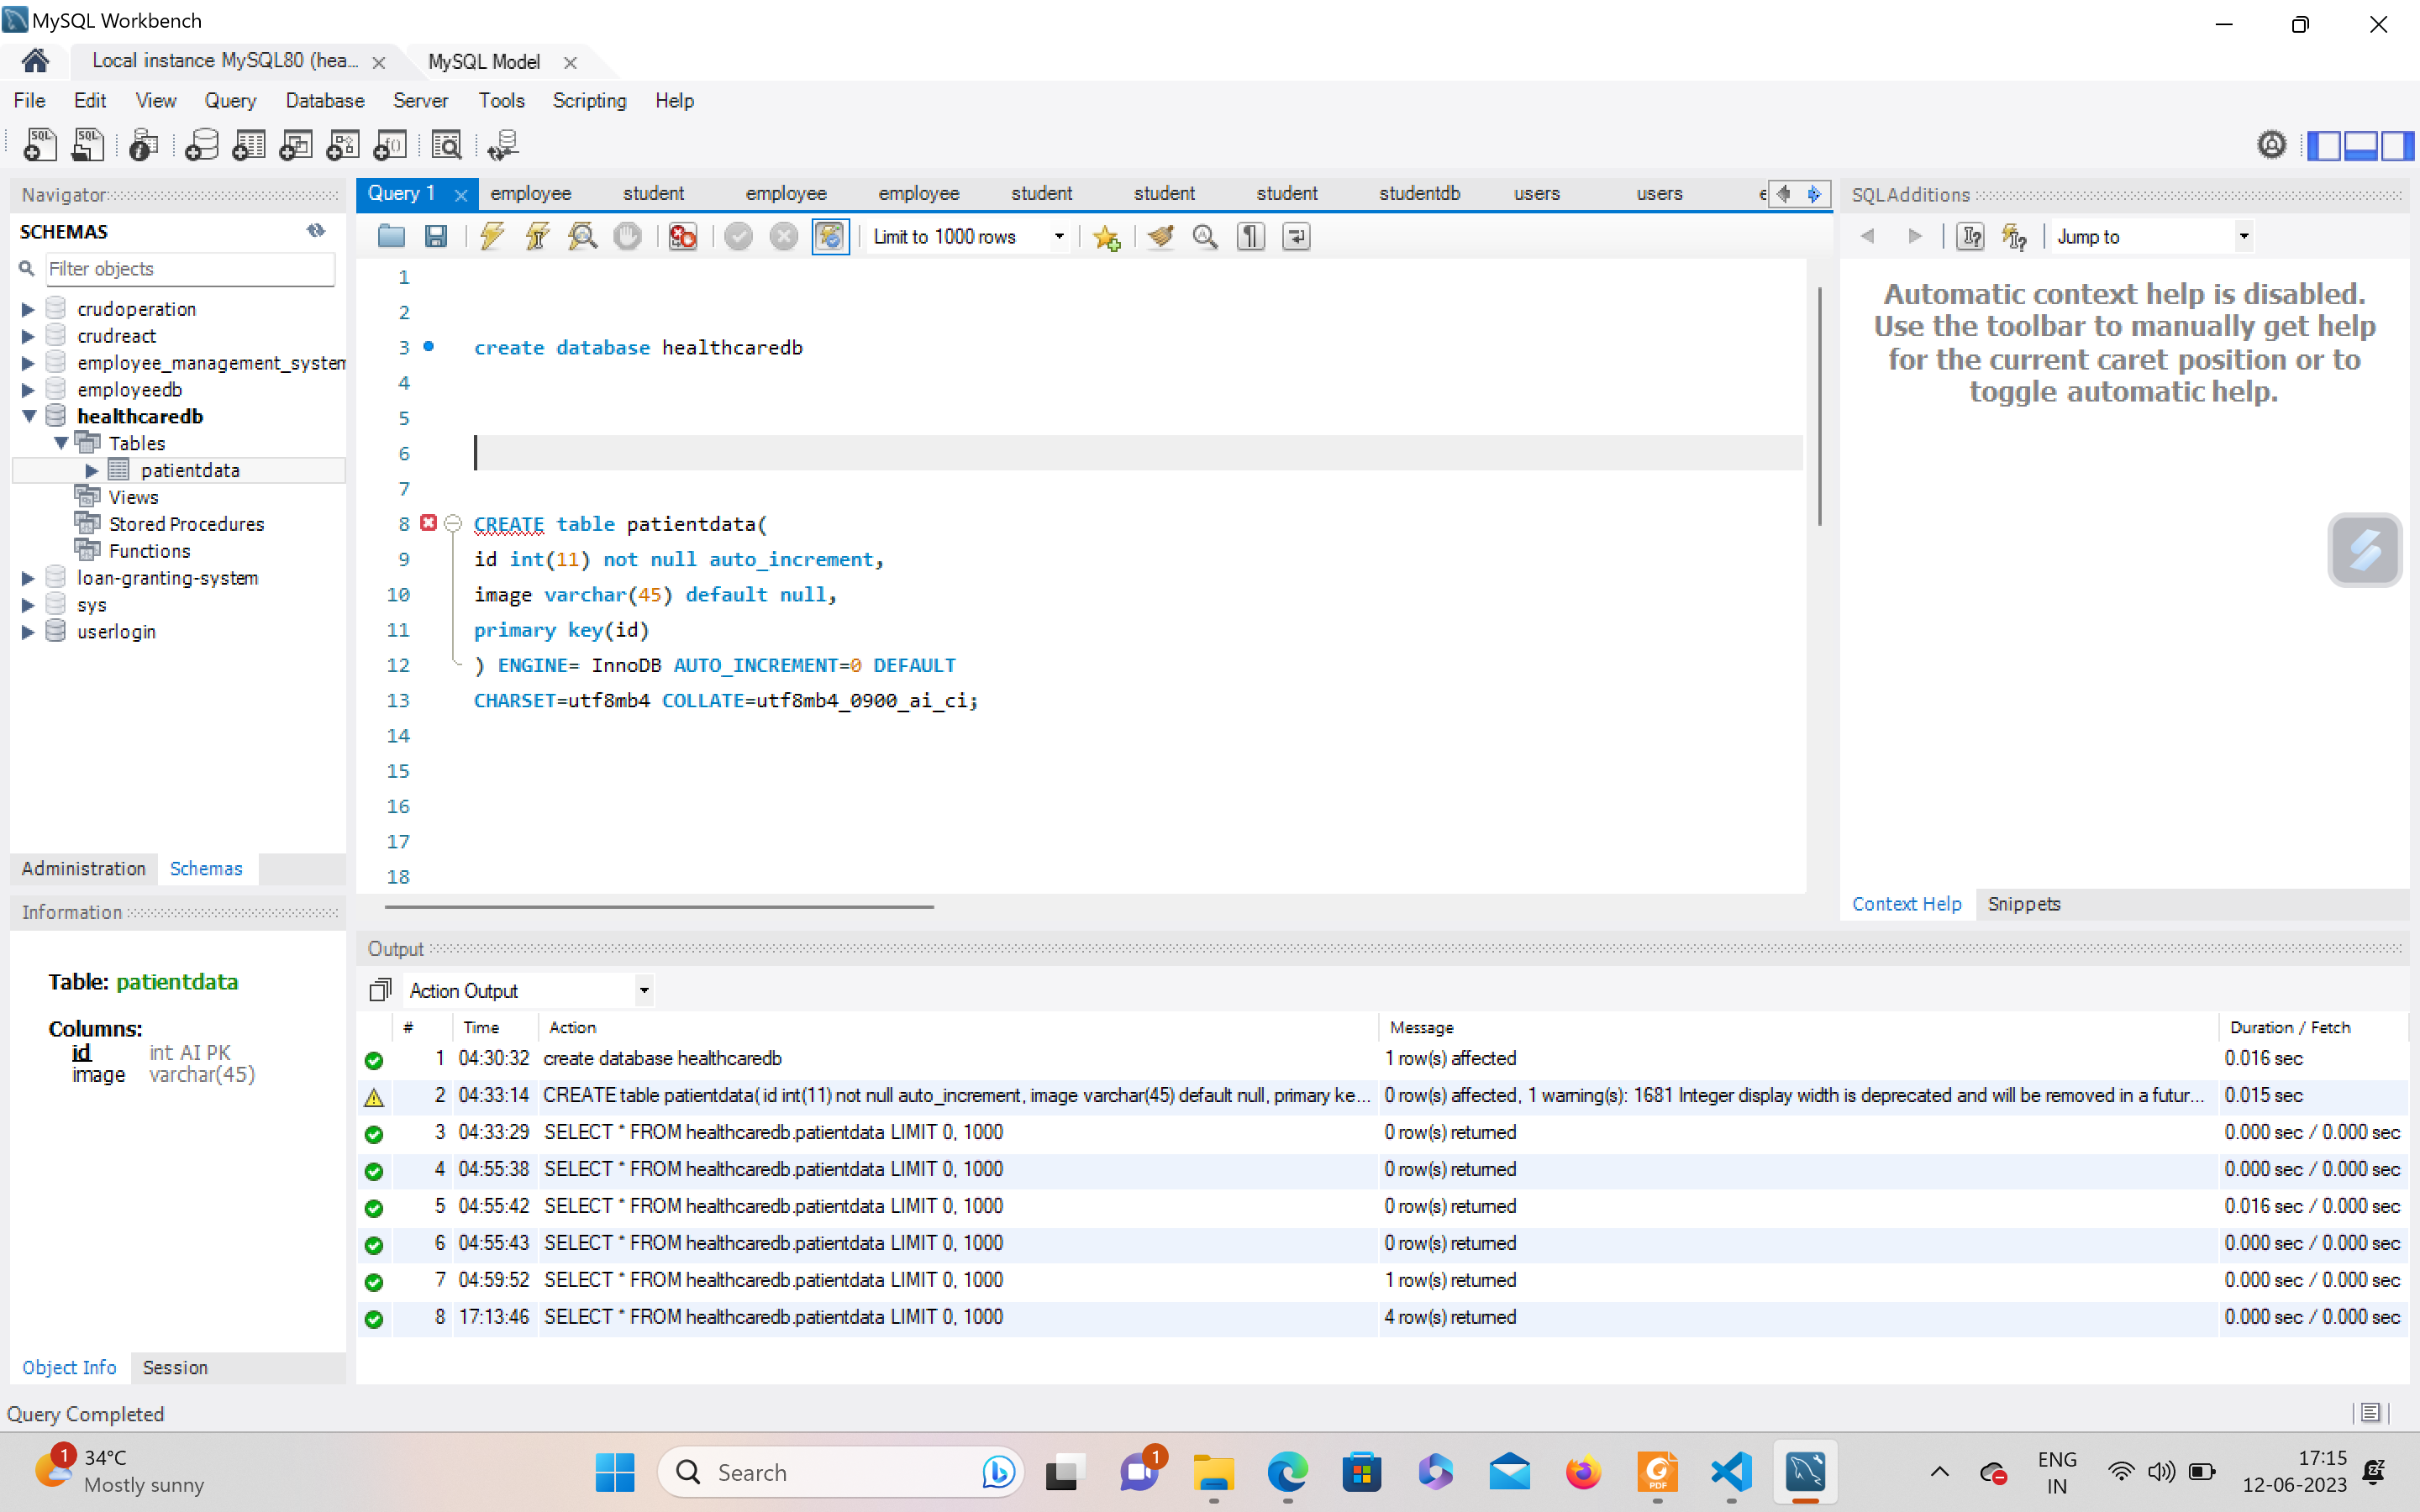 MySQL Workbench
Local instance MySQL80 (hea... MySQL Model
File Edit View Query Database Server Tools Scripting Help
Navigator
SCHEMAS
Filter objects
crudoperation
crudreact
employee_management_system
employeedb
healthcaredb
Tables
patientdata
Views
Stored Procedures
Functions
loan-granting-system
sys
userlogin
Administration Schemas
Information
Table: patientdata
Columns:
id int AI PK
image varchar(45)
Object Info Session
Query Completed
Query 1 employee student employee employee student student student studentdb users users e
Limit to 1000 rows
1
2
3 create database healthcaredb
4
5
6
7
8 CREATE table patientdata(
9 id int(11) not null auto_increment,
10 image varchar(45) default null,
11 primary key(id)
12 ) ENGINE= InnoDB AUTO_INCREMENT=0 DEFAULT
13 CHARSET=utf8mb4 COLLATE=utf8mb4_0900_ai_ci;
14
15
16
17
18
SQLAdditions
Jump to
Automatic context help is disabled.
Use the toolbar to manually get help
for the current caret position or to
toggle automatic help.
Context Help Snippets
Output
Action Output
# Time Action Message Duration / Fetch
1 04:30:32 create database healthcaredb 1 row(s) affected 0.016 sec
2 04:33:14 CREATE table patientdata( id int(11) not null auto_increment, image varchar(45) default null, primary ke... 0 row(s) affected, 1 warning(s): 1681 Integer display width is deprecated and will be removed in a futur... 0.015 sec
3 04:33:29 SELECT * FROM healthcaredb.patientdata LIMIT 0, 1000 0 row(s) returned 0.000 sec / 0.000 sec
4 04:55:38 SELECT * FROM healthcaredb.patientdata LIMIT 0, 1000 0 row(s) returned 0.000 sec / 0.000 sec
5 04:55:42 SELECT * FROM healthcaredb.patientdata LIMIT 0, 1000 0 row(s) returned 0.016 sec / 0.000 sec
6 04:55:43 SELECT * FROM healthcaredb.patientdata LIMIT 0, 1000 0 row(s) returned 0.000 sec / 0.000 sec
7 04:59:52 SELECT * FROM healthcaredb.patientdata LIMIT 0, 1000 1 row(s) returned 0.000 sec / 0.000 sec
8 17:13:46 SELECT * FROM healthcaredb.patientdata LIMIT 0, 1000 4 row(s) returned 0.000 sec / 0.000 sec
1 34°C
Mostly sunny
Search
1
PDF
ENG
IN
17:15
12-06-2023